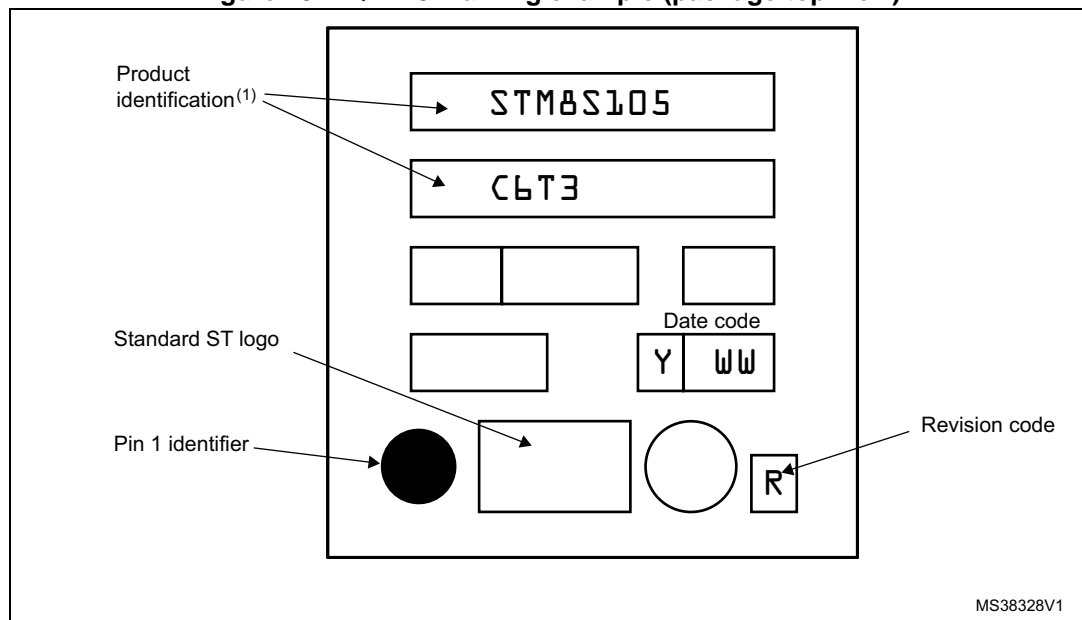 Product
identification(1)
STM8S105
C6T3
Date code
Standard ST logo
Y WW
Pin 1 identifier
Revision code
R
MS38328V1